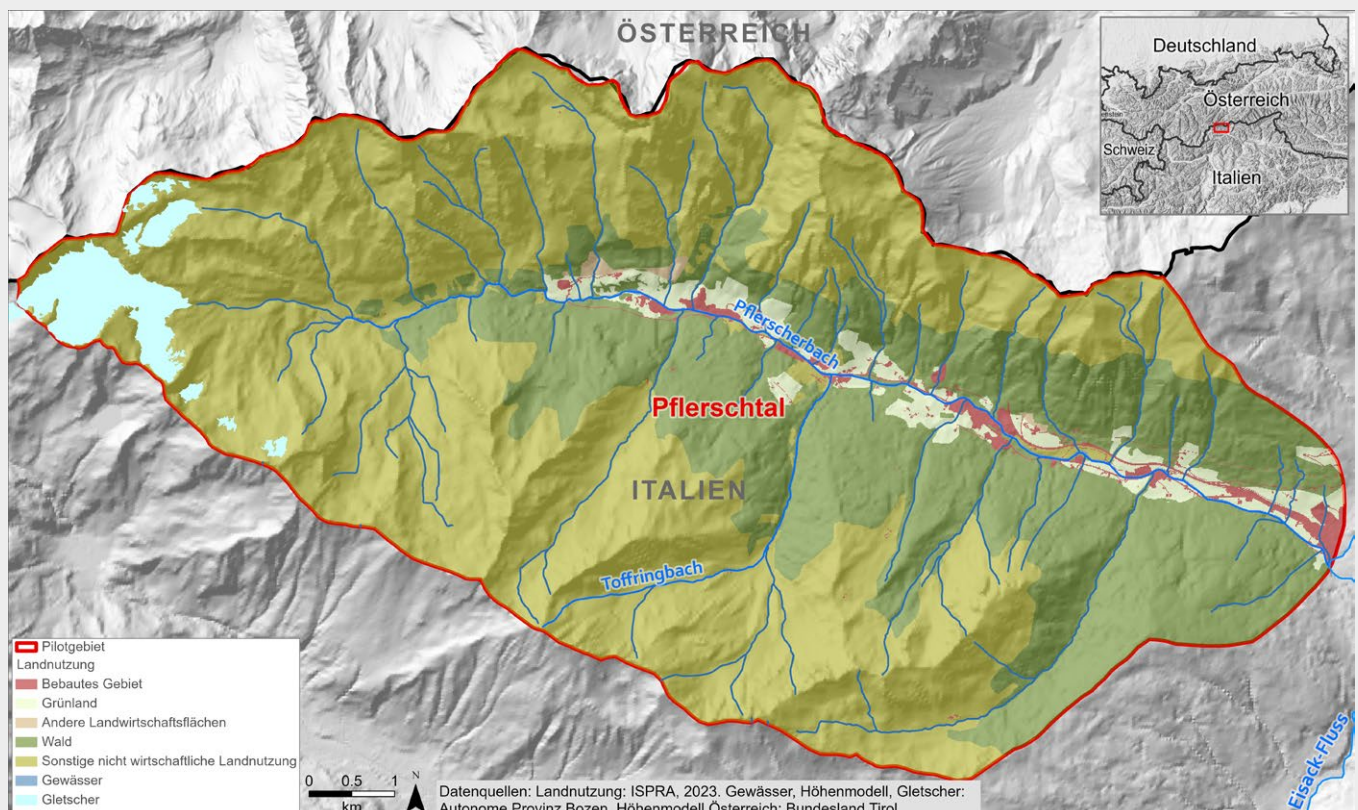 ÖSTERREICH
Deutschland
Österreich
Schweiz
Italien
Pflerscherbach
Pflerschtal
ITALIEN
Toffringbach
Eisack-Fluss
Pilotgebiet
Landnutzung
Bebautes Gebiet
Grünland
Andere Landwirtschaftsflächen
Wald
Sonstige nicht wirtschaftliche Landnutzung
Gewässer
Gletscher
0 0.5 1
km
N
Datenquellen: Landnutzung: ISPRA, 2023. Gewässer, Höhenmodell, Gletscher:
Autonome Provinz Bozen, Höhenmodell Österreich: Bundesland Tirol